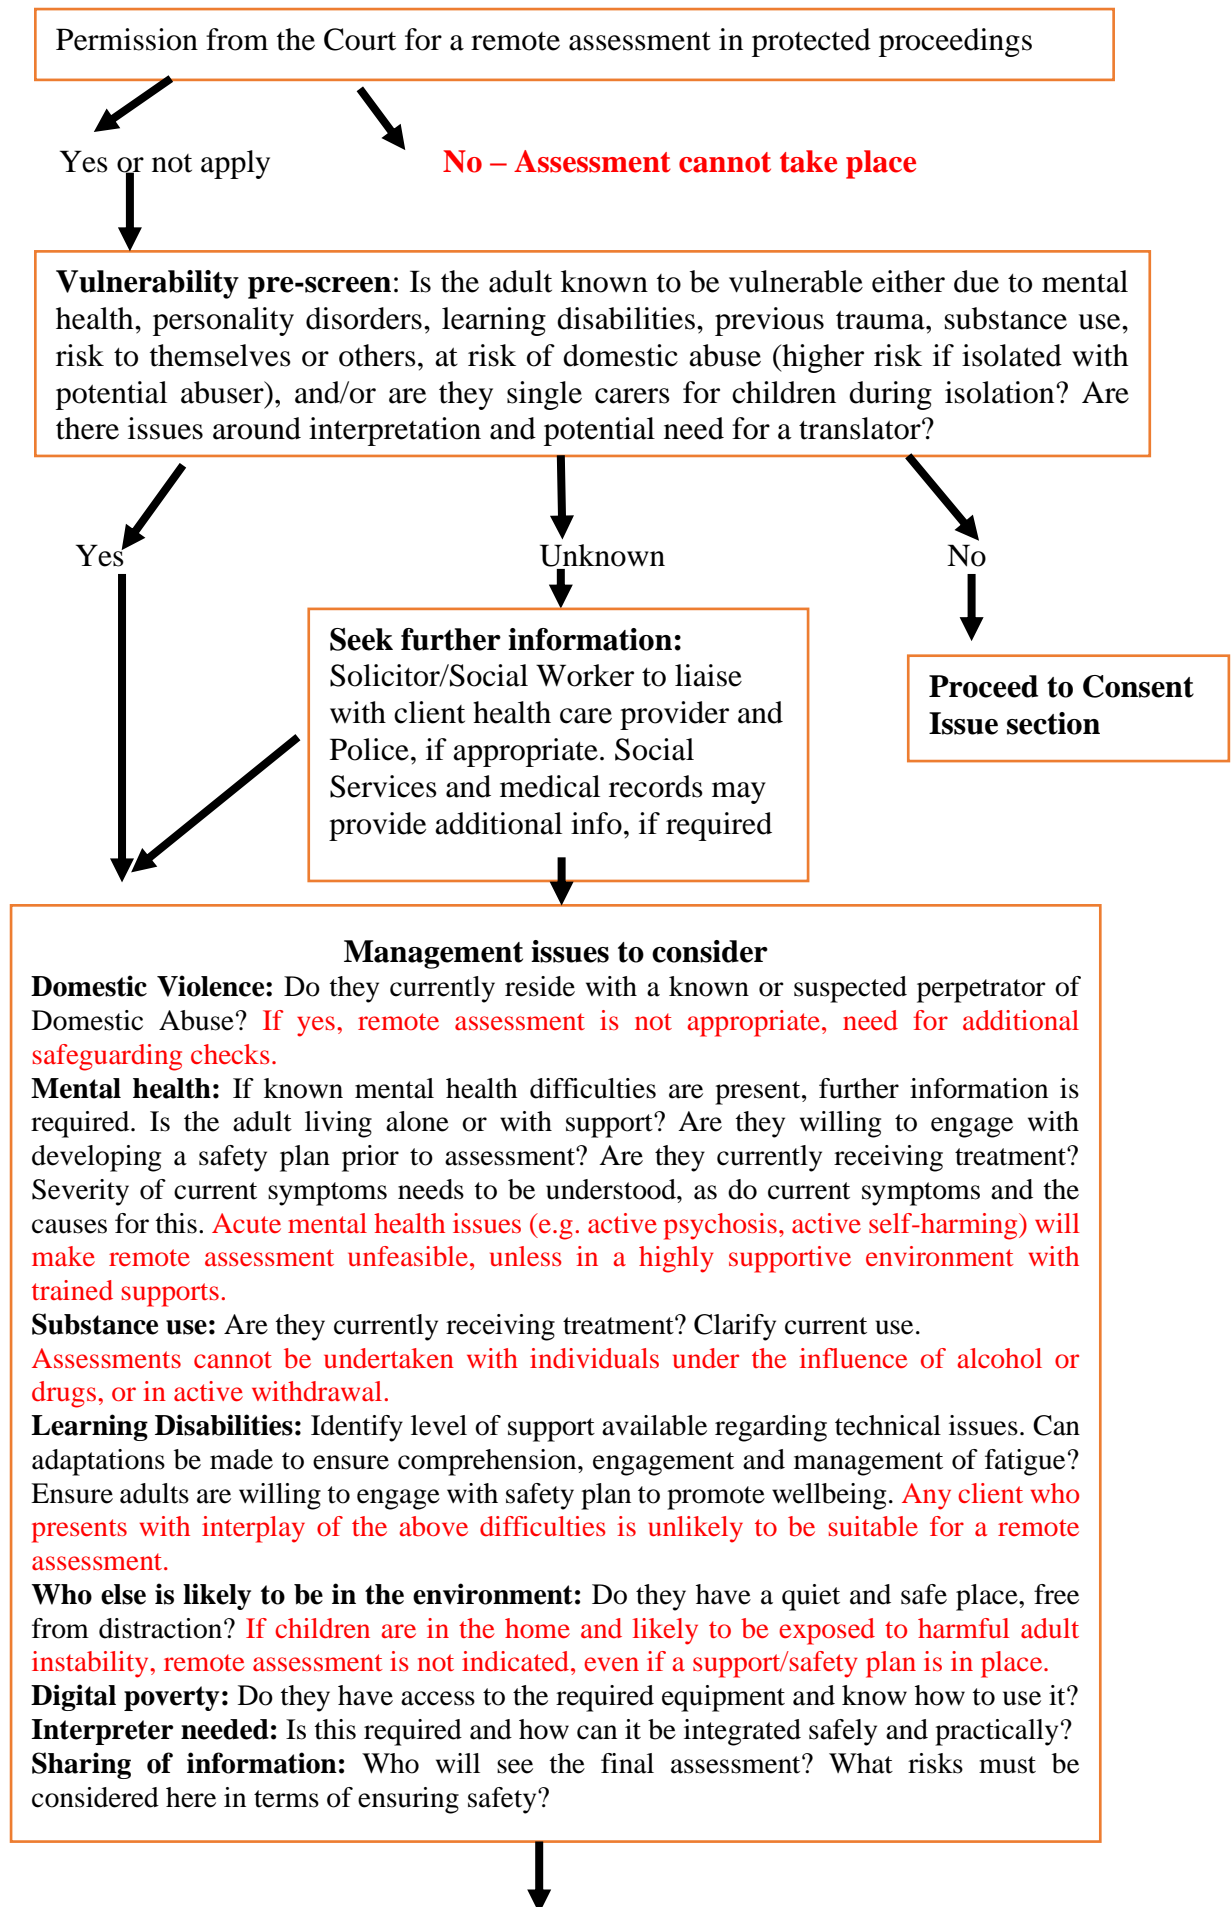 Permission from the Court for a remote assessment in protected proceedings
Yes or not apply
No – Assessment cannot take place
Vulnerability pre-screen: Is the adult known to be vulnerable either due to mental
health, personality disorders, learning disabilities, previous trauma, substance use,
risk to themselves or others, at risk of domestic abuse (higher risk if isolated with
potential abuser), and/or are they single carers for children during isolation? Are
there issues around interpretation and potential need for a translator?
Yes
Unknown
No
Seek further information:
Solicitor/Social Worker to liaise
with client health care provider and
Police, if appropriate. Social
Services and medical records may
provide additional info, if required
Proceed to Consent
Issue section
Management issues to consider
Domestic Violence: Do they currently reside with a known or suspected perpetrator of
Domestic Abuse? If yes, remote assessment is not appropriate, need for additional
safeguarding checks.
Mental health: If known mental health difficulties are present, further information is
required. Is the adult living alone or with support? Are they willing to engage with
developing a safety plan prior to assessment? Are they currently receiving treatment?
Severity of current symptoms needs to be understood, as do current symptoms and the
causes for this. Acute mental health issues (e.g. active psychosis, active self-harming) will
make remote assessment unfeasible, unless in a highly supportive environment with
trained supports.
Substance use: Are they currently receiving treatment? Clarify current use.
Assessments cannot be undertaken with individuals under the influence of alcohol or
drugs, or in active withdrawal.
Learning Disabilities: Identify level of support available regarding technical issues. Can
adaptations be made to ensure comprehension, engagement and management of fatigue?
Ensure adults are willing to engage with safety plan to promote wellbeing. Any client who
presents with interplay of the above difficulties is unlikely to be suitable for a remote
assessment.
Who else is likely to be in the environment: Do they have a quiet and safe place, free
from distraction? If children are in the home and likely to be exposed to harmful adult
instability, remote assessment is not indicated, even if a support/safety plan is in place.
Digital poverty: Do they have access to the required equipment and know how to use it?
Interpreter needed: Is this required and how can it be integrated safely and practically?
Sharing of information: Who will see the final assessment? What risks must be
considered here in terms of ensuring safety?